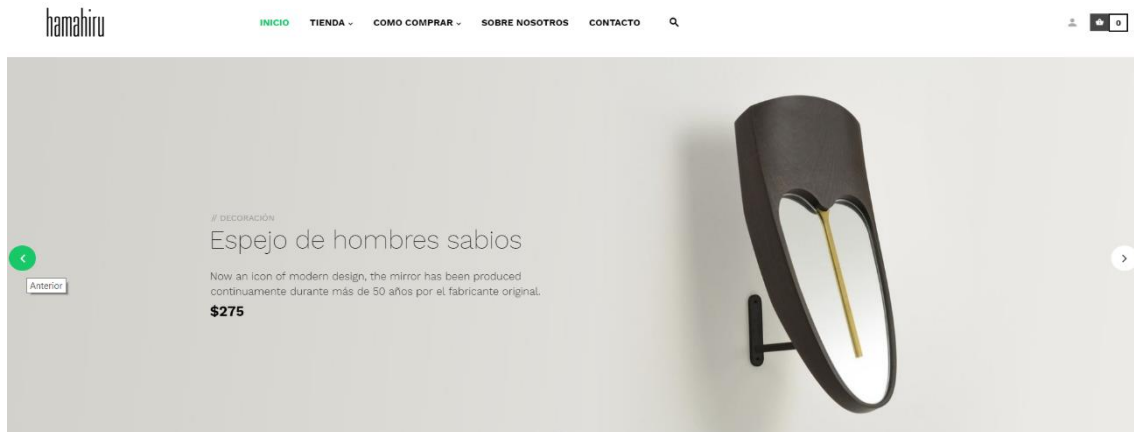 hamahiru
INICIO TIENDA COMO COMPRAR SOBRE NOSOTROS CONTACTO
0
// DECORACIÓN
Espejo de hombres sabios
Now an icon of modern design, the mirror has been produced
continuamente durante más de 50 años por el fabricante original.
$275
Anterior